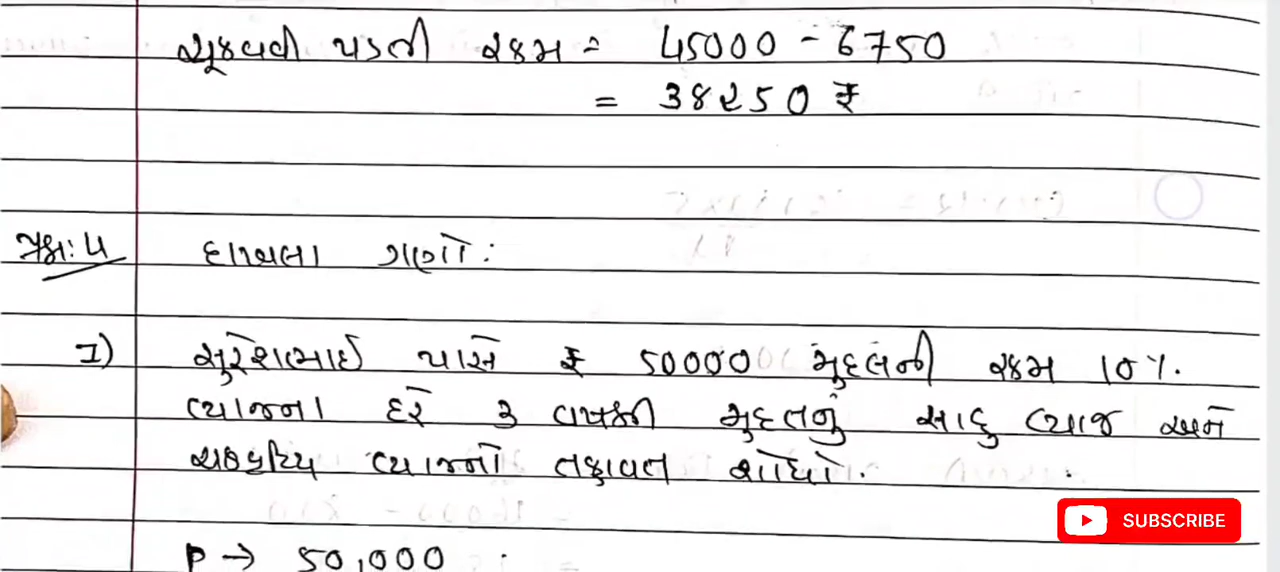 ચૂકવવી પડતી રકમ = 45000 - 6750
= 38250 ₹
પ્રશ્ન: ૫ દાખલા ગણો:
1) સુરેશભાઈ પાસે ₹ 50000 મુદ્દલની રકમ 10%
વ્યાજના દરે 3 વર્ષની મુદતનું સાદુ વ્યાજ અને
ચક્રવૃદ્ધિ વ્યાજનો તફાવત શોધો.
SUBSCRIBE
P → 50,000